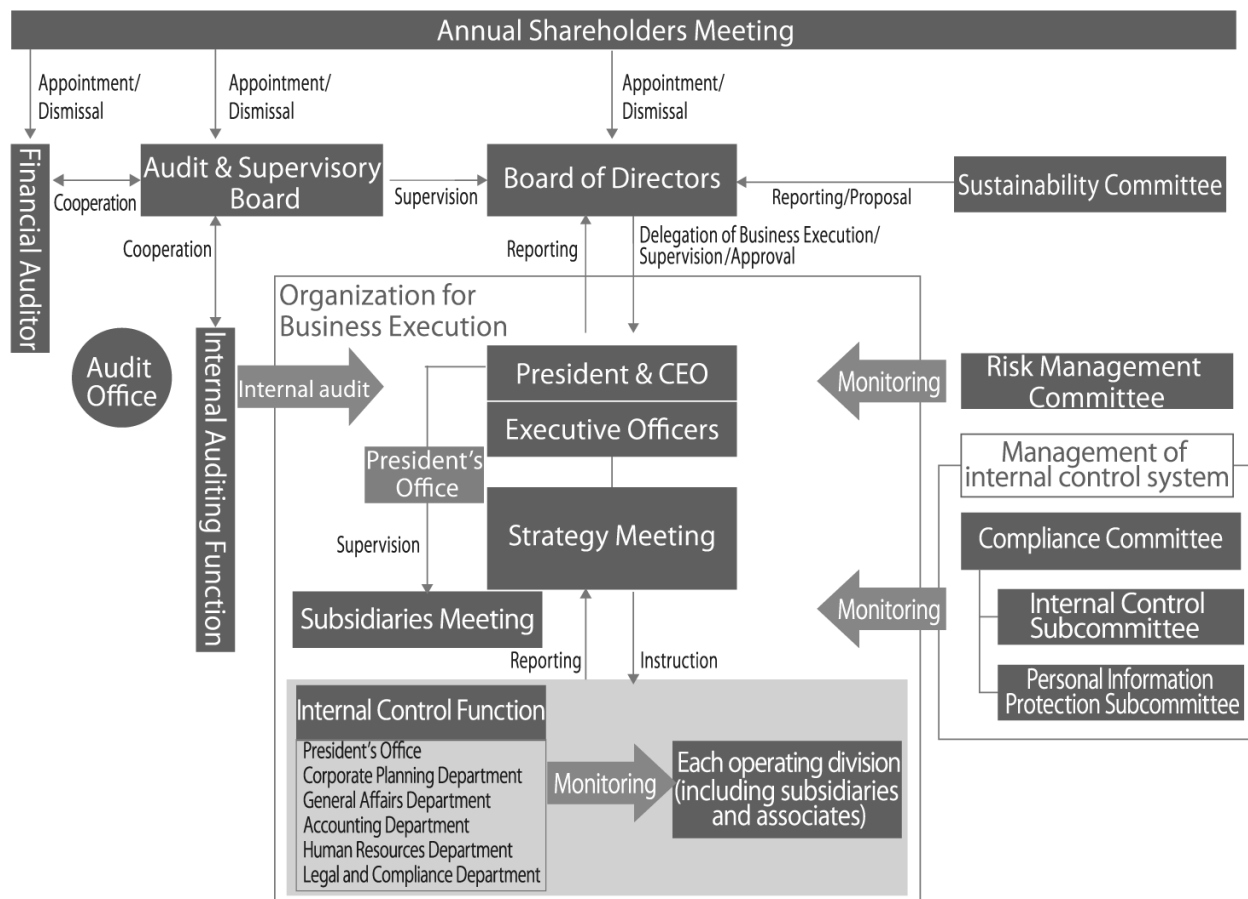 Annual Shareholders Meeting
Appointment/
Dismissal
Appointment/
Dismissal
Appointment/
Dismissal
Financial Auditor
Cooperation
Audit & Supervisory
Board
Supervision
Board of Directors
Reporting/Proposal
Sustainability Committee
Cooperation
Reporting
Delegation of Business Execution/
Supervision/Approval
Organization for
Business Execution
Audit
Office
Internal Auditing Function
Internal audit
President & CEO
Executive Officers
Monitoring
Risk Management
Committee
President's
Office
Strategy Meeting
Management of
internal control system
Supervision
Compliance Committee
Subsidiaries Meeting
Monitoring
Internal Control
Subcommittee
Reporting
Instruction
Personal Information
Protection Subcommittee
Internal Control Function
President's Office
Corporate Planning Department
General Affairs Department
Accounting Department
Human Resources Department
Legal and Compliance Department
Monitoring
Each operating division
(including subsidiaries
and associates)